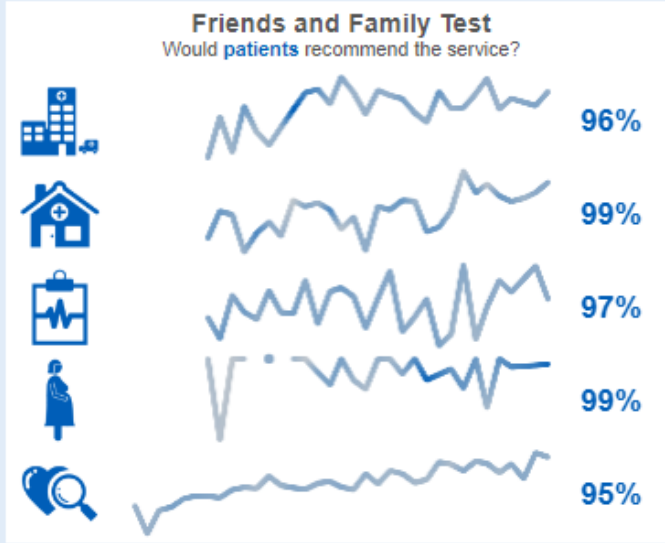 Friends and Family Test
Would patients recommend the service?
96%
99%
97%
99%
95%